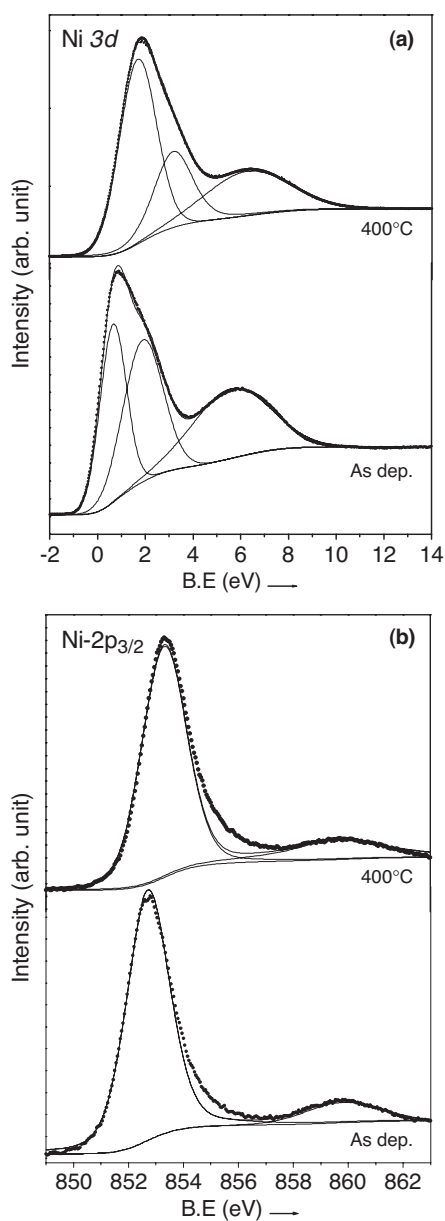 Ni 3d
(a)
Intensity (arb. unit)
400°C
As dep.
-2 0 2 4 6 8 10 12 14
B.E (eV) →
Ni-2p3/2
(b)
Intensity (arb. unit)
400°C
As dep.
850 852 854 856 858 860 862
B.E (eV) →